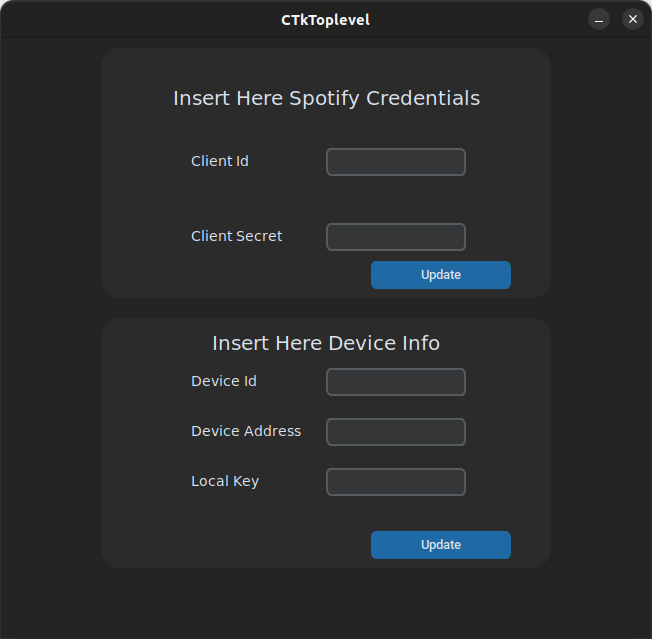 CTkToplevel
Insert Here Spotify Credentials
Client Id
Client Secret
Update
Insert Here Device Info
Device Id
Device Address
Local Key
Update